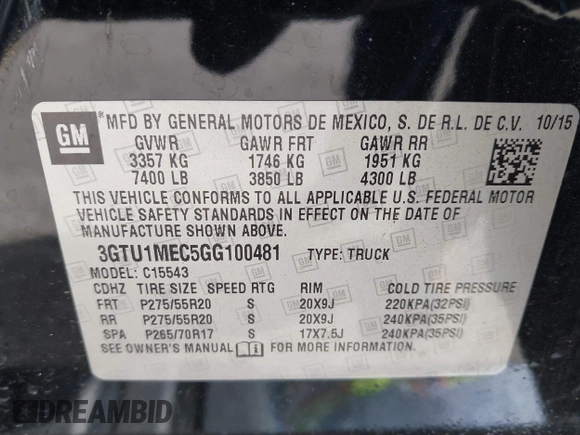 GM
® MFD BY GENERAL MOTORS DE MEXICO, S. DE R.L. DE C.V. 10/15
GVWR GAWR FRT GAWR RR
3357 KG 1746 KG 1951 KG
7400 LB 3850 LB 4300 LB
THIS VEHICLE CONFORMS TO ALL APPLICABLE U.S. FEDERAL MOTOR
VEHICLE SAFETY STANDARDS IN EFFECT ON THE DATE OF
MANUFACTURE SHOWN ABOVE.
3GTU1MEC5GG100481 TYPE: TRUCK
MODEL: C15543
CDHZ TIRE SIZE SPEED RTG RIM COLD TIRE PRESSURE
FRT P275/55R20 S 20X9J 220KPA(32PSI)
RR P275/55R20 S 20X9J 240KPA(35PSI)
SPA P265/70R17 S 17X7.5J 240KPA(35PSI)
SEE OWNER'S MANUAL FOR MORE INFORMATION
DREAMBID